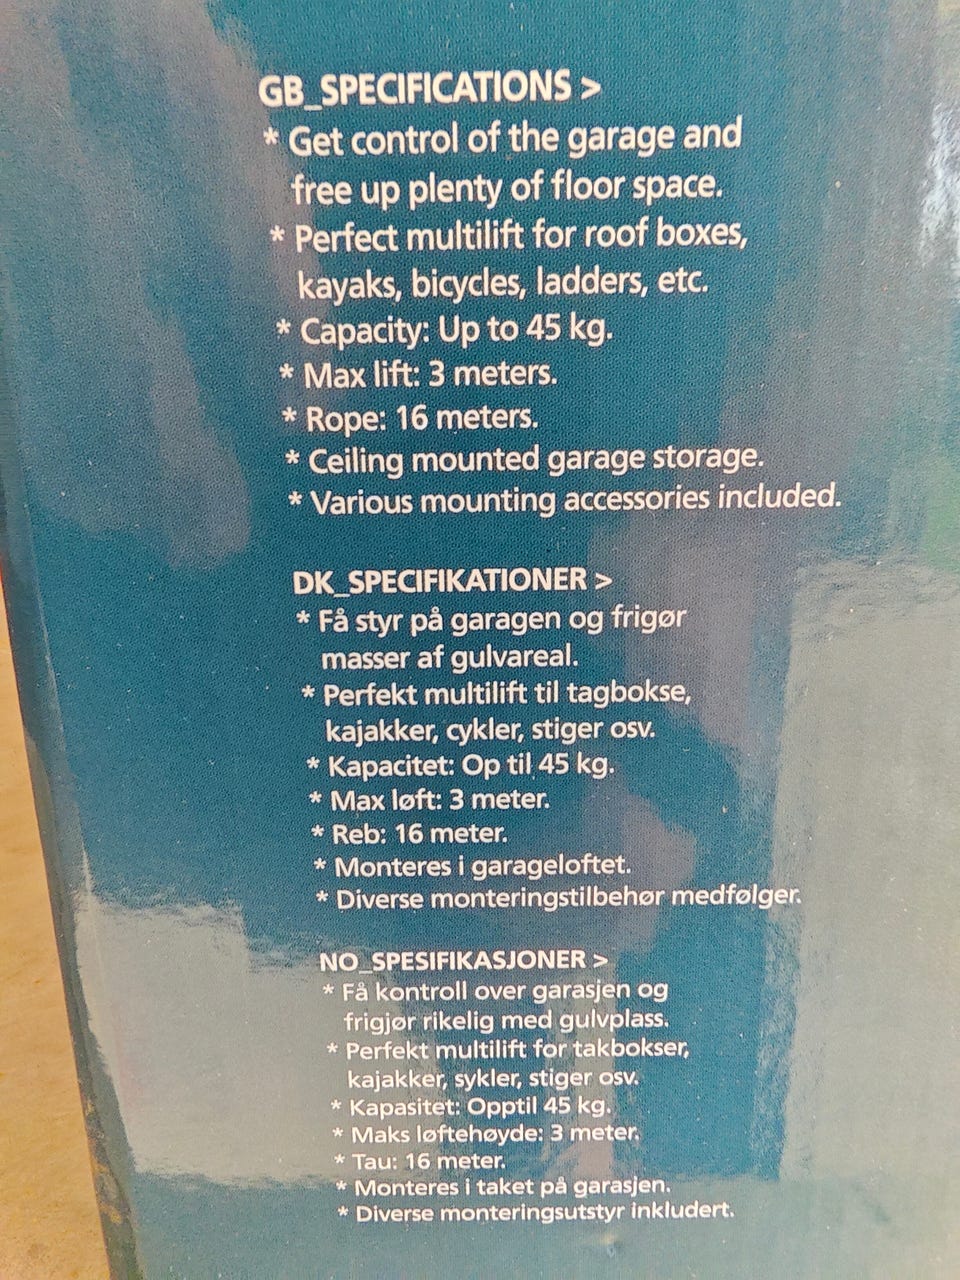 GB_SPECIFICATIONS >
* Get control of the garage and
free up plenty of floor space.
* Perfect multilift for roof boxes,
kayaks, bicycles, ladders, etc.
* Capacity: Up to 45 kg.
* Max lift: 3 meters.
* Rope: 16 meters.
* Ceiling mounted garage storage.
* Various mounting accessories included.
DK_SPECIFIKATIONER >
* Få styr på garagen og frigør
masser af gulvareal.
* Perfekt multilift til tagbokse,
kajakker, cykler, stiger osv.
* Kapacitet: Op til 45 kg.
* Max løft: 3 meter.
* Reb: 16 meter.
* Monteres i garageloftet.
* Diverse monteringstilbehør medfølger.
NO_SPESIFIKASJONER >
* Få kontroll over garasjen og
frigjør rikelig med gulvplass.
* Perfekt multilift for takbokser,
kajakker, sykler, stiger osv.
* Kapasitet: Opptil 45 kg.
* Maks løftehøyde: 3 meter.
* Tau: 16 meter.
* Monteres i taket på garasjen.
* Diverse monteringsutstyr inkludert.